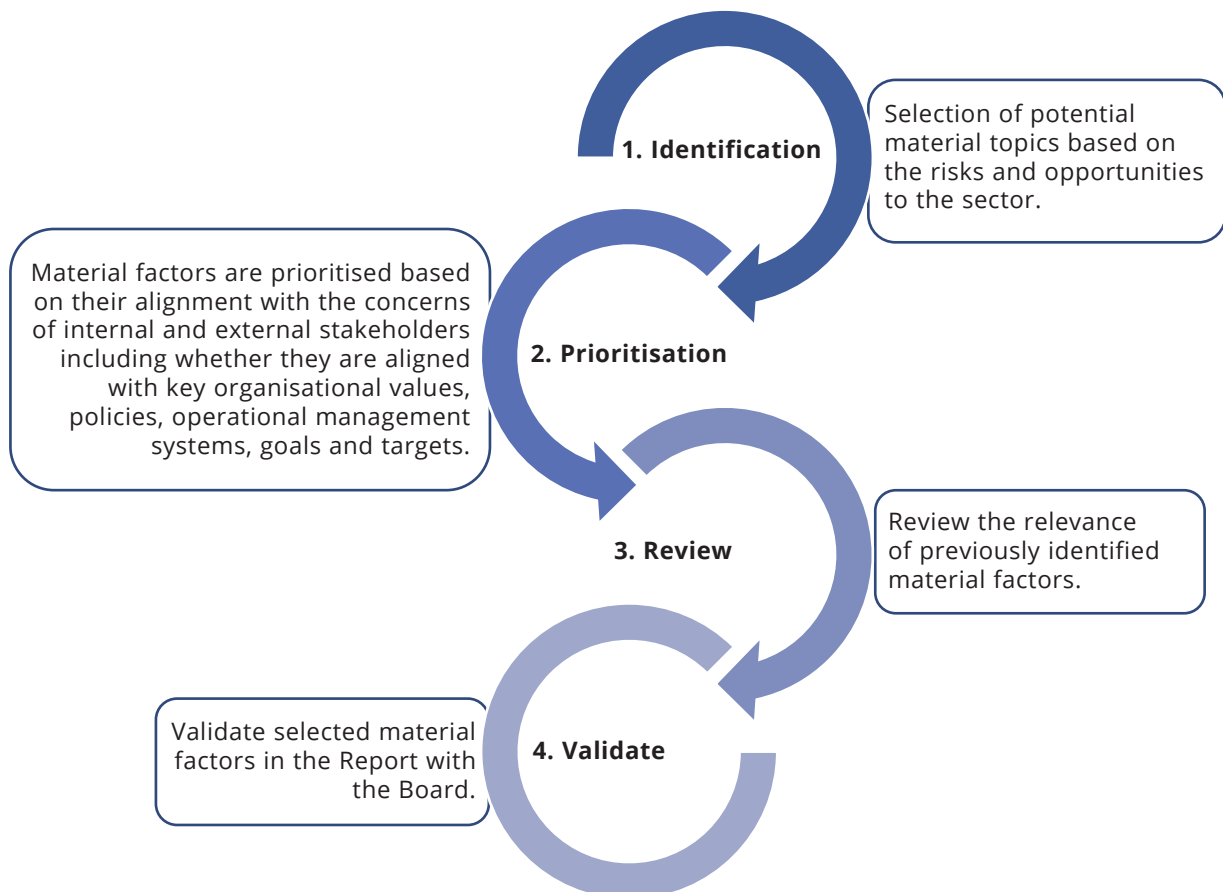 1. Identification
Selection of potential
material topics based on
the risks and opportunities
to the sector.
Material factors are prioritised based
on their alignment with the concerns
of internal and external stakeholders
including whether they are aligned
with key organisational values,
policies, operational management
systems, goals and targets.
2. Prioritisation
3. Review
Review the relevance
of previously identified
material factors.
Validate selected material
factors in the Report with
the Board.
4. Validate